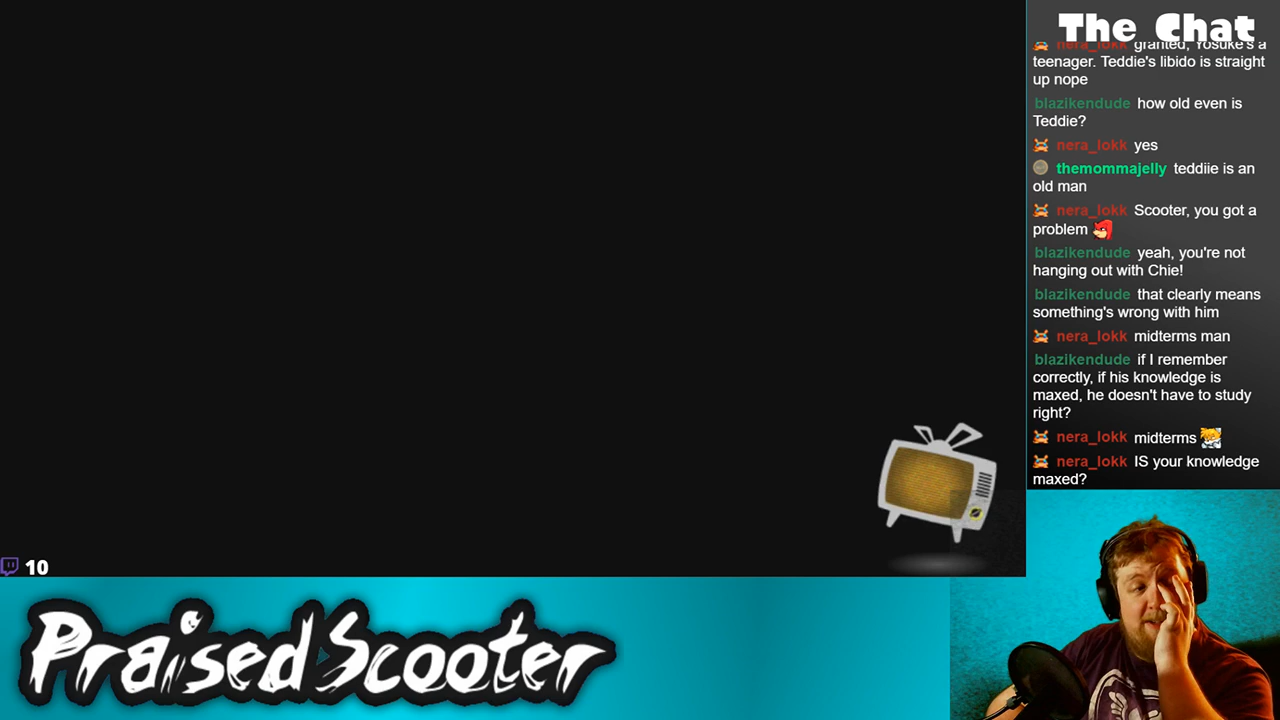 The Chat
nera_lokk granted, Yosuke's a
teenager. Teddie's libido is straight
up nope
blazikendude how old even is
Teddie?
nera_lokk yes
themommajelly teddiie is an
old man
nera_lokk Scooter, you got a
problem
blazikendude yeah, you're not
hanging out with Chie!
blazikendude that clearly means
something's wrong with him
nera_lokk midterms man
blazikendude if I remember
correctly, if his knowledge is
maxed, he doesn't have to study
right?
nera_lokk midterms
nera_lokk IS your knowledge
maxed?
10
PraisedScooter